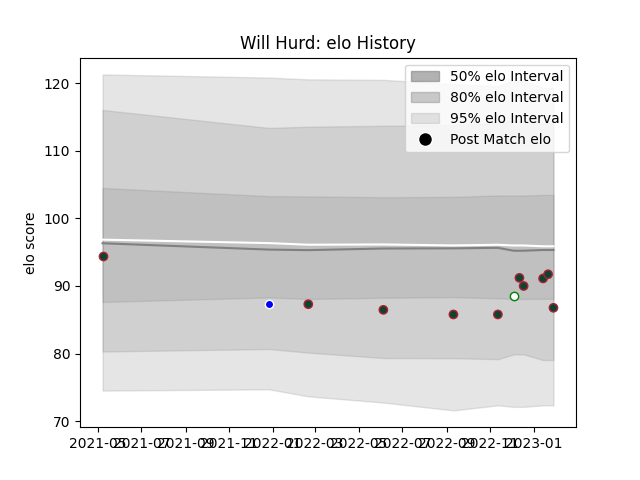 Will Hurd: elo History
120
110
100
90
80
70
elo score
50% elo Interval
80% elo Interval
95% elo Interval
Post Match elo
2021-05 2021-07 2021-09 2021-11 2022-01 2022-03 2022-05 2022-07 2022-09 2022-11 2023-01